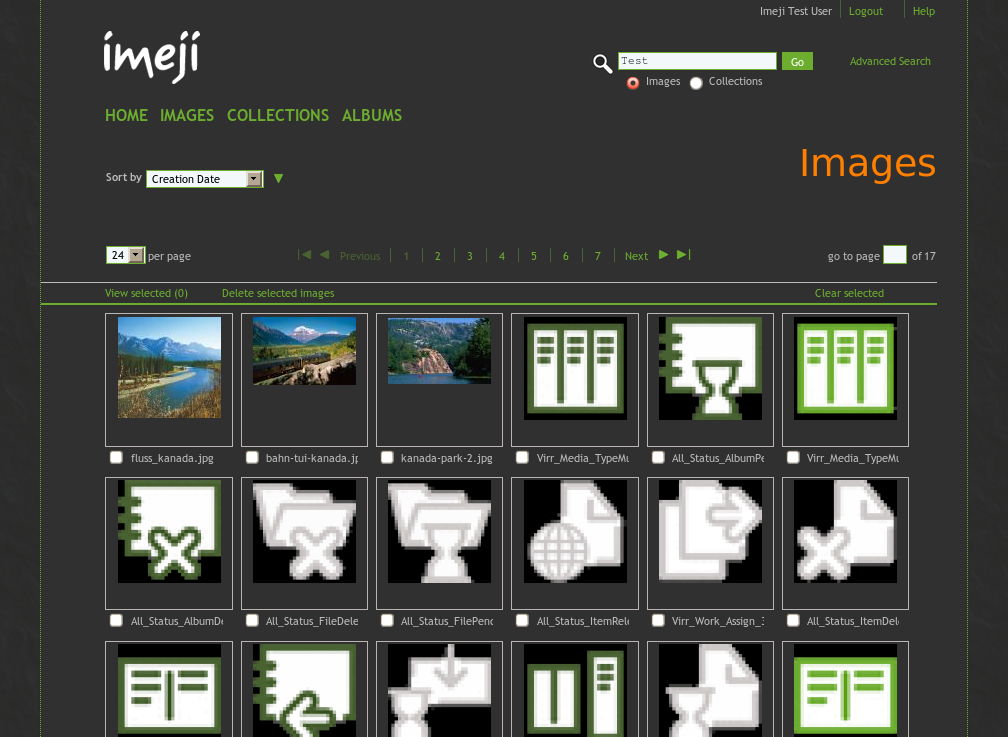 Imeji Test User Logout Help
imeji
Test Go Advanced Search
Images Collections
HOME IMAGES COLLECTIONS ALBUMS
Images
Sort by Creation Date
24 per page Previous 1 2 3 4 5 6 7 Next go to page of 17
View selected (0) Delete selected images Clear selected
fluss_kanada.jpg bahn-tui-kanada.jp kanada-park-2.jpg Virr_Media_TypeMu All_Status_AlbumPe Virr_Media_TypeMu
All_Status_AlbumDe All_Status_FileDele All_Status_FilePend All_Status_ItemRele Virr_Work_Assign_3 All_Status_ItemDele